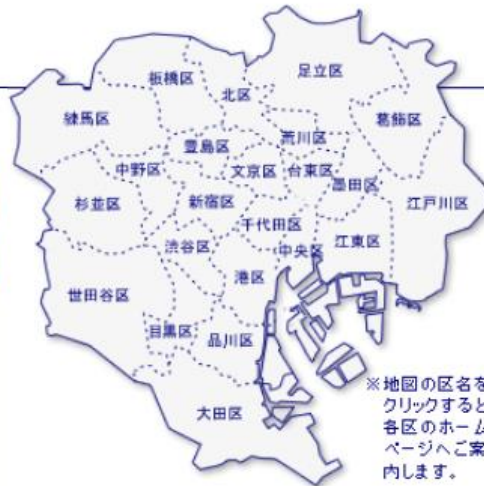 足立区
板橋区
北区
練馬区
葛飾区
荒川区
豊島区
中野区
文京区
台東区
墨田区
杉並区
新宿区
江戸川区
千代田区
江東区
渋谷区
中央区
港区
世田谷区
目黒区
品川区
大田区
※地図の区名を
クリックすると
各区のホーム
ページへご案
内します。